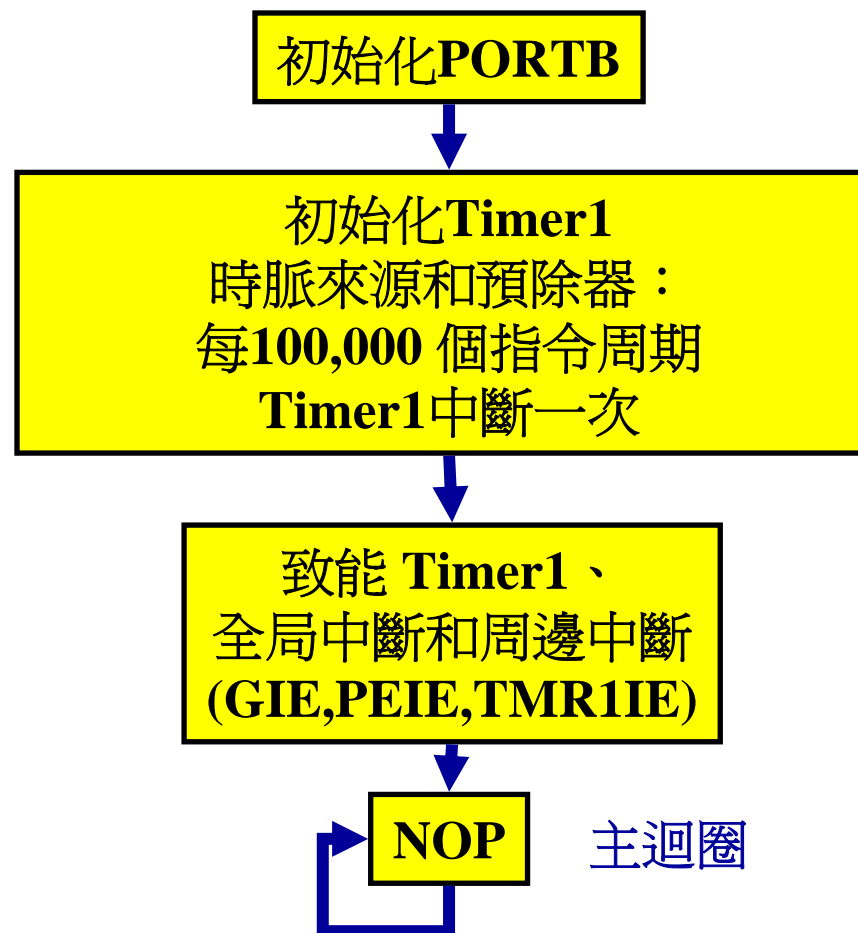 初始化PORTB
初始化Timer1
時脈來源和預除器：
每100,000 個指令周期
Timer1中斷一次
致能 Timer1、
全局中斷和周邊中斷
(GIE,PEIE,TMR1IE)
NOP
主迴圈